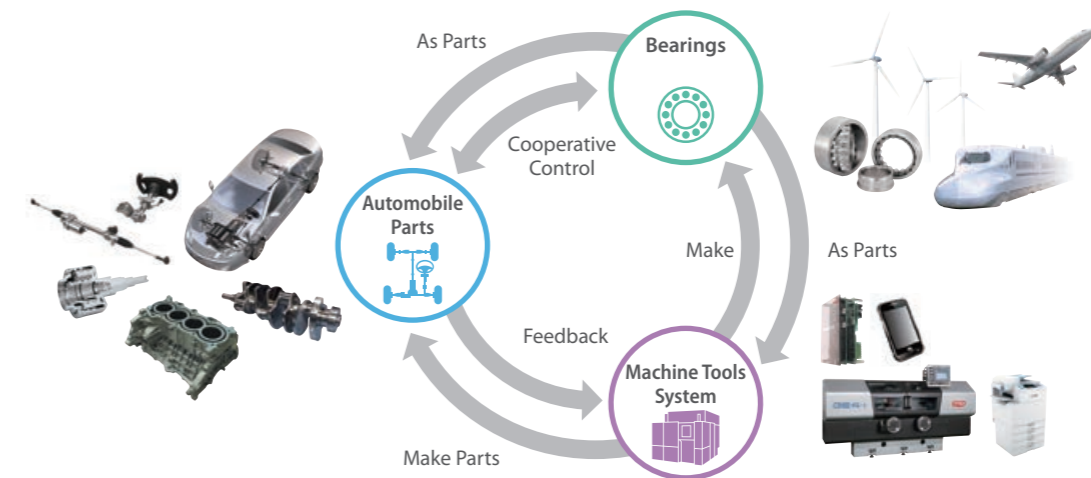 As Parts
Bearings
Cooperative
Control
Automobile
Parts
Make
As Parts
Feedback
Machine Tools
System
Make Parts